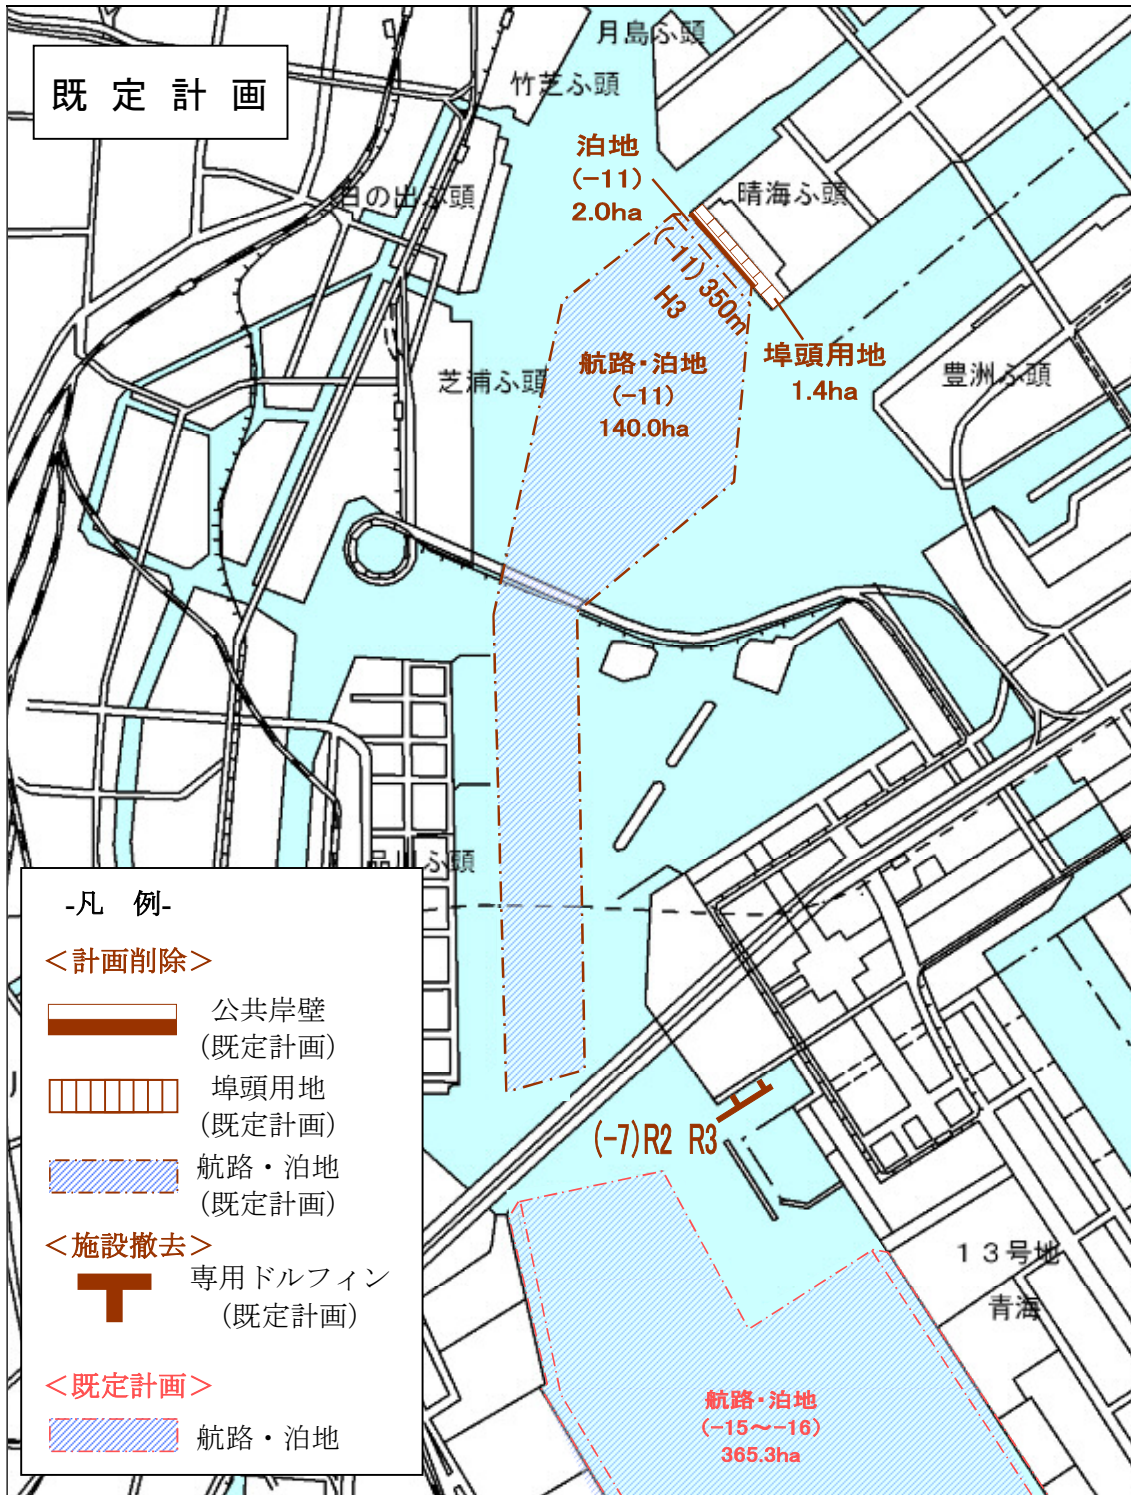 既定計画
月島ふ頭
竹芝ふ頭
泊地
(-11)
2.0ha
日の出ふ頭
晴海ふ頭
(-11) 350m
H3
埠頭用地
1.4ha
航路・泊地
(-11)
140.0ha
芝浦ふ頭
豊洲ふ頭
品川ふ頭
-凡 例-
<計画削除>
公共岸壁
(既定計画)
埠頭用地
(既定計画)
航路・泊地
(既定計画)
<施設撤去>
専用ドルフィン
(既定計画)
<既定計画>
航路・泊地
(-7)R2 R3
13号地
青海
航路・泊地
(-15~-16)
365.3ha